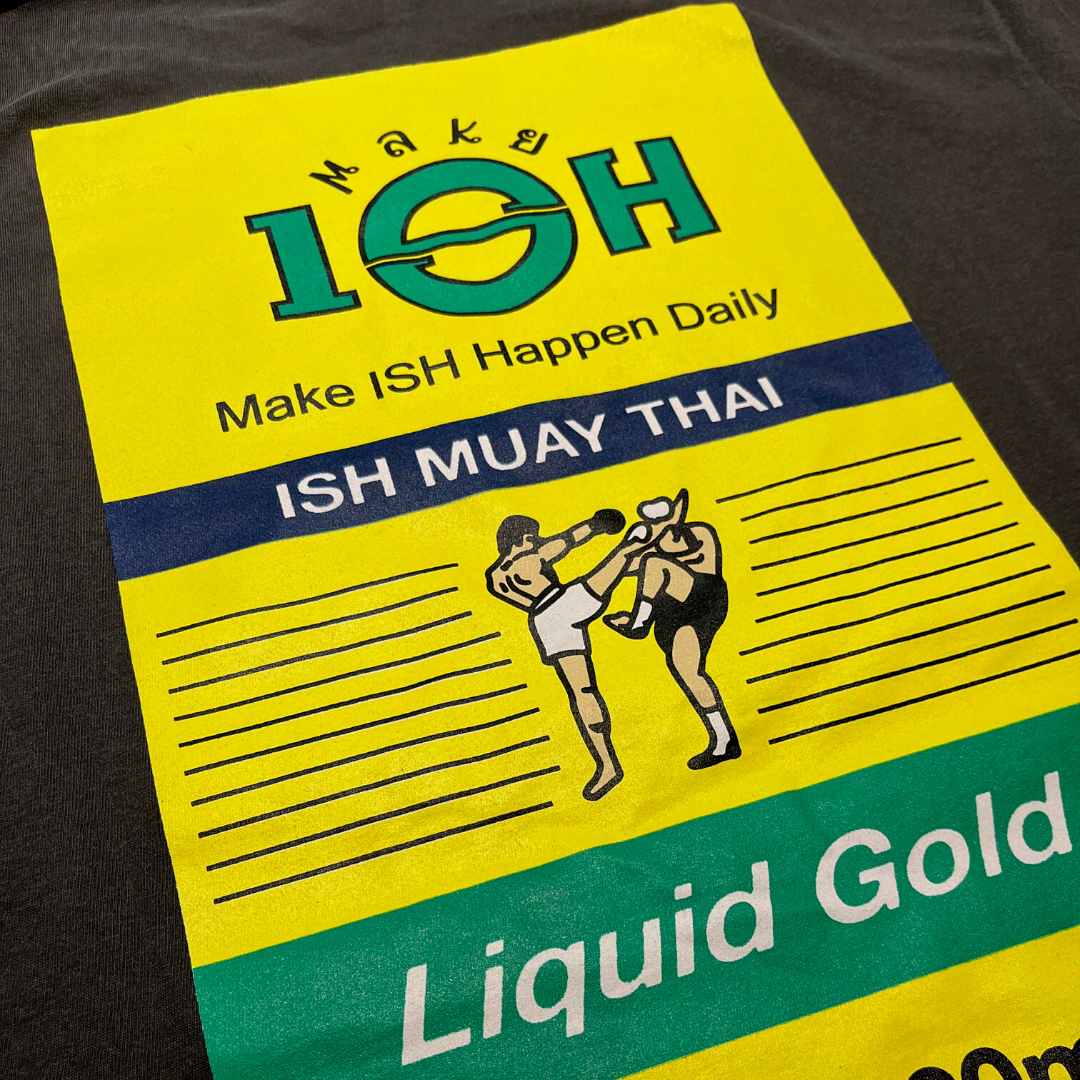 MAKE
ISH
Make ISH Happen Daily
ISH MUAY THAI
Liquid Gold